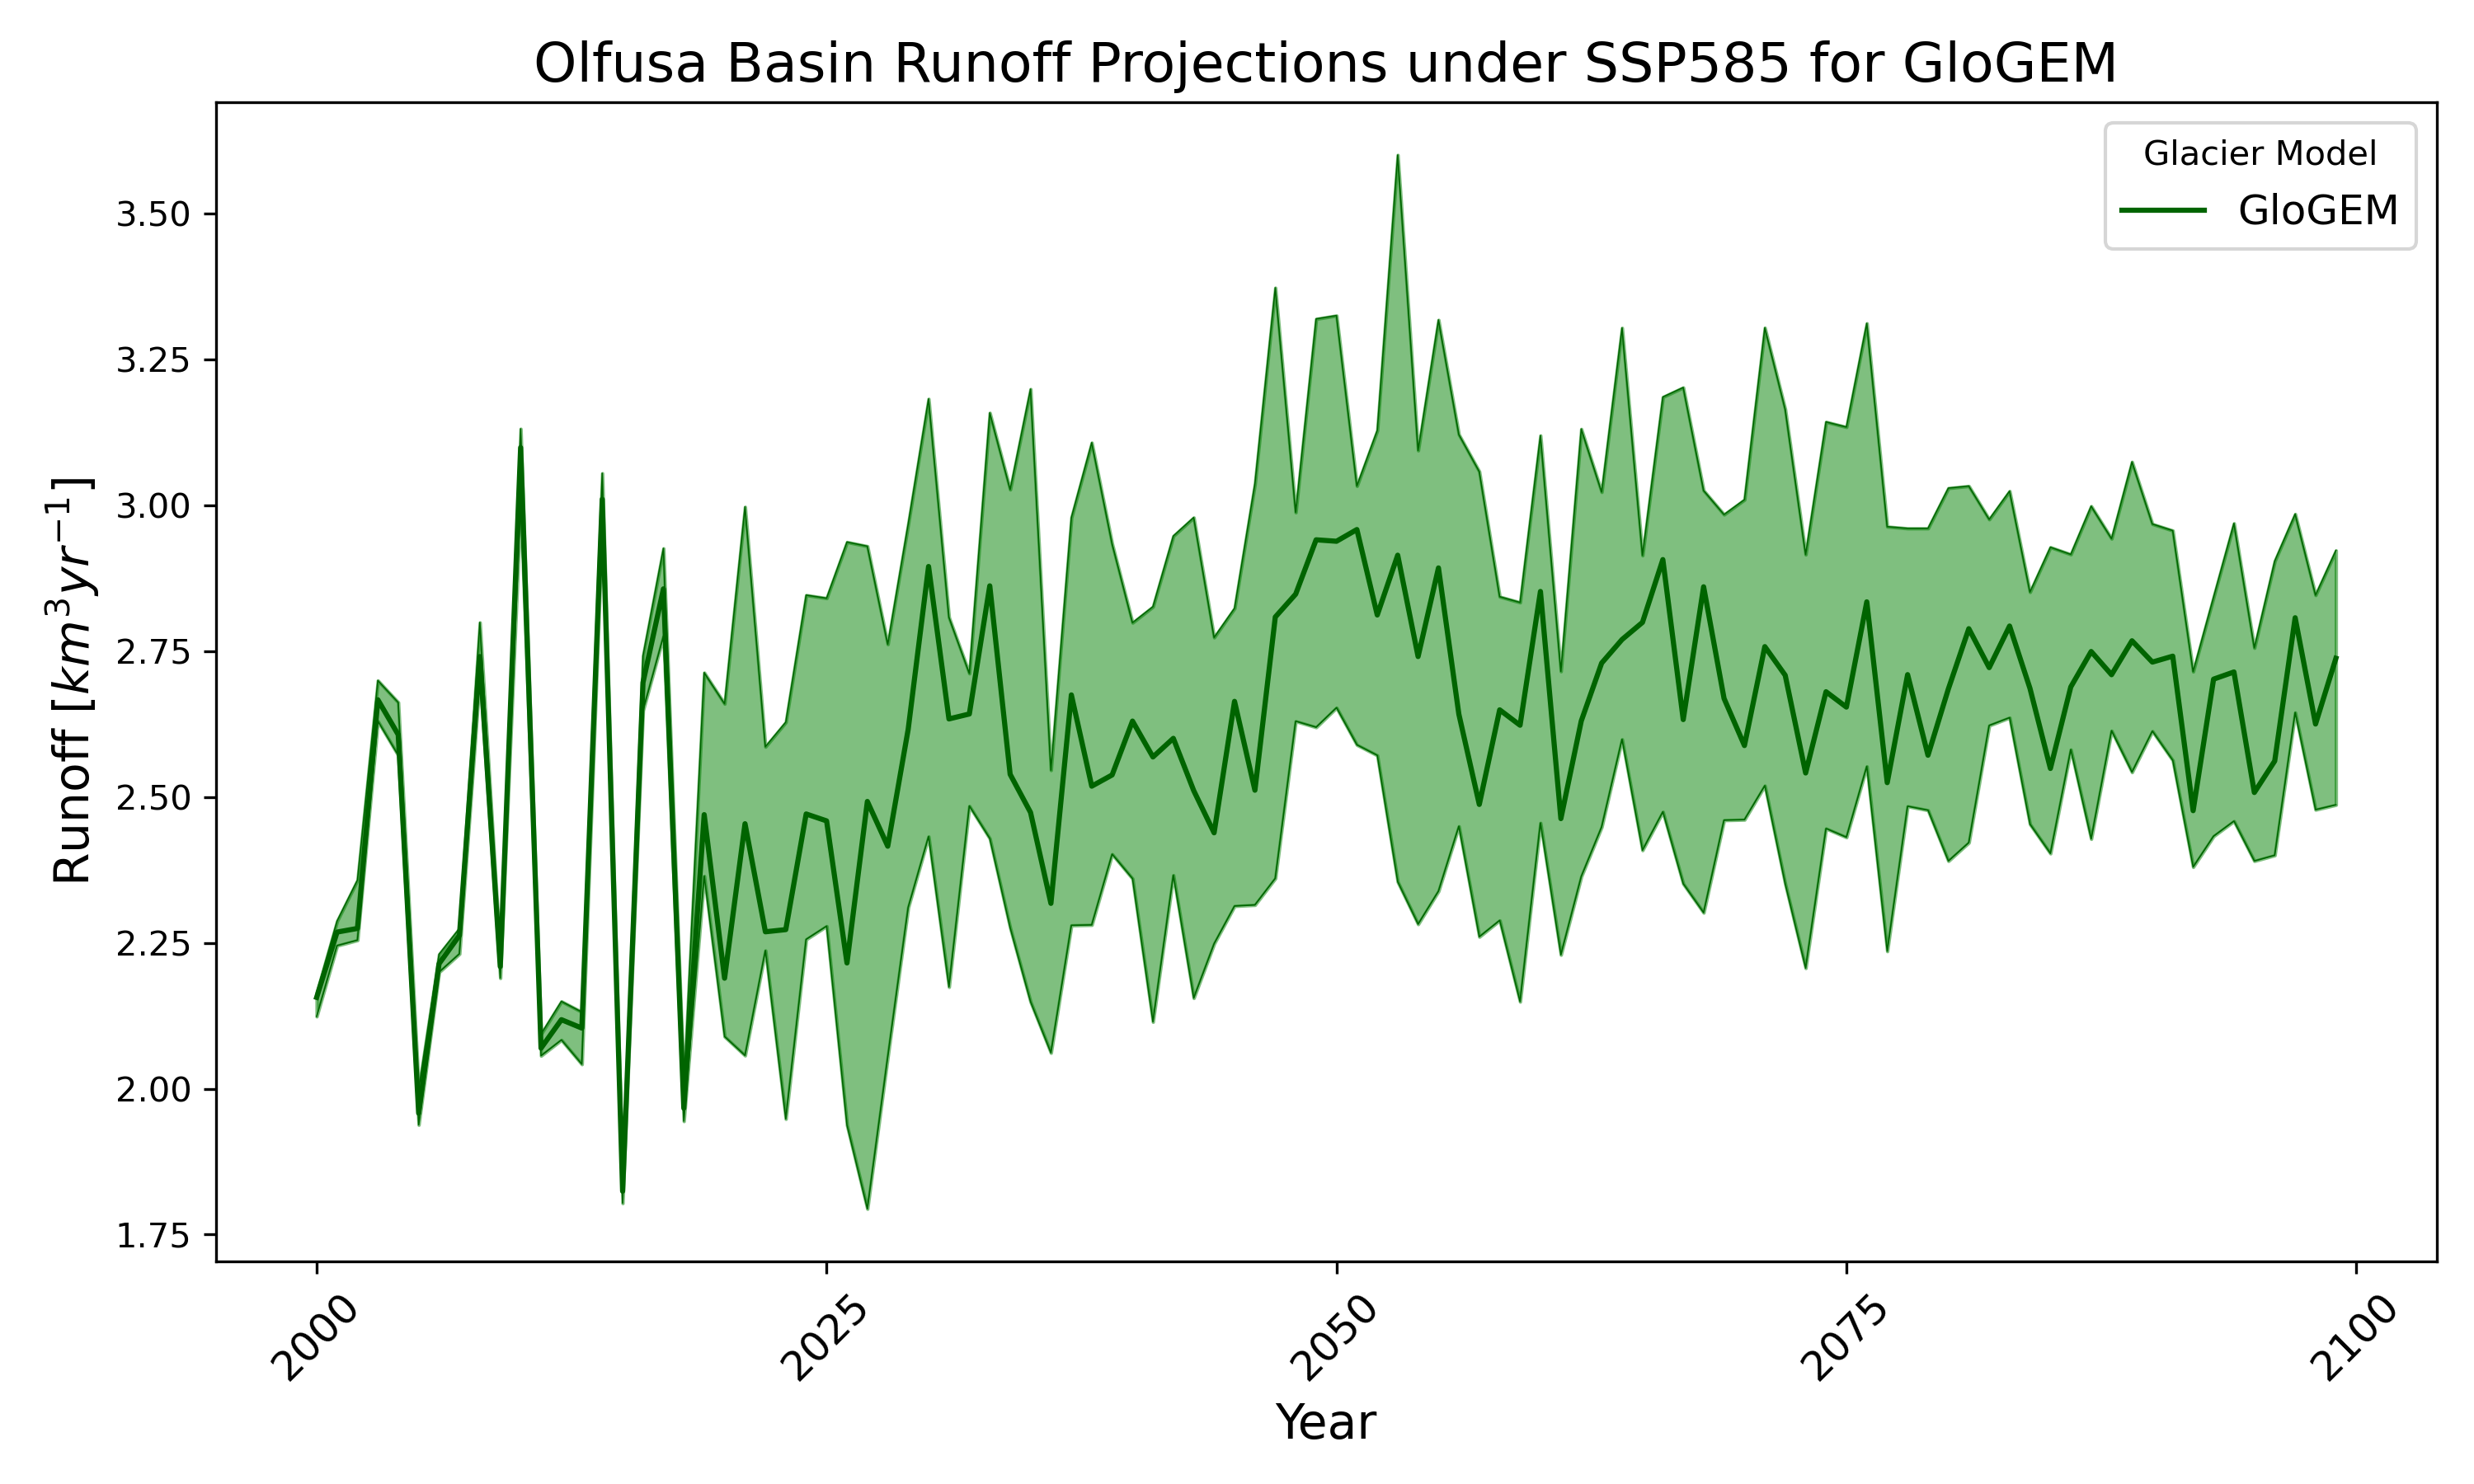 Olfusa Basin Runoff Projections under SSP585 for GloGEM
Glacier Model
GloGEM
3.50
3.25
3.00
2.75
2.50
2.25
2.00
1.75
Runoff [km³yr⁻¹]
2000
2025
2050
2075
2100
Year